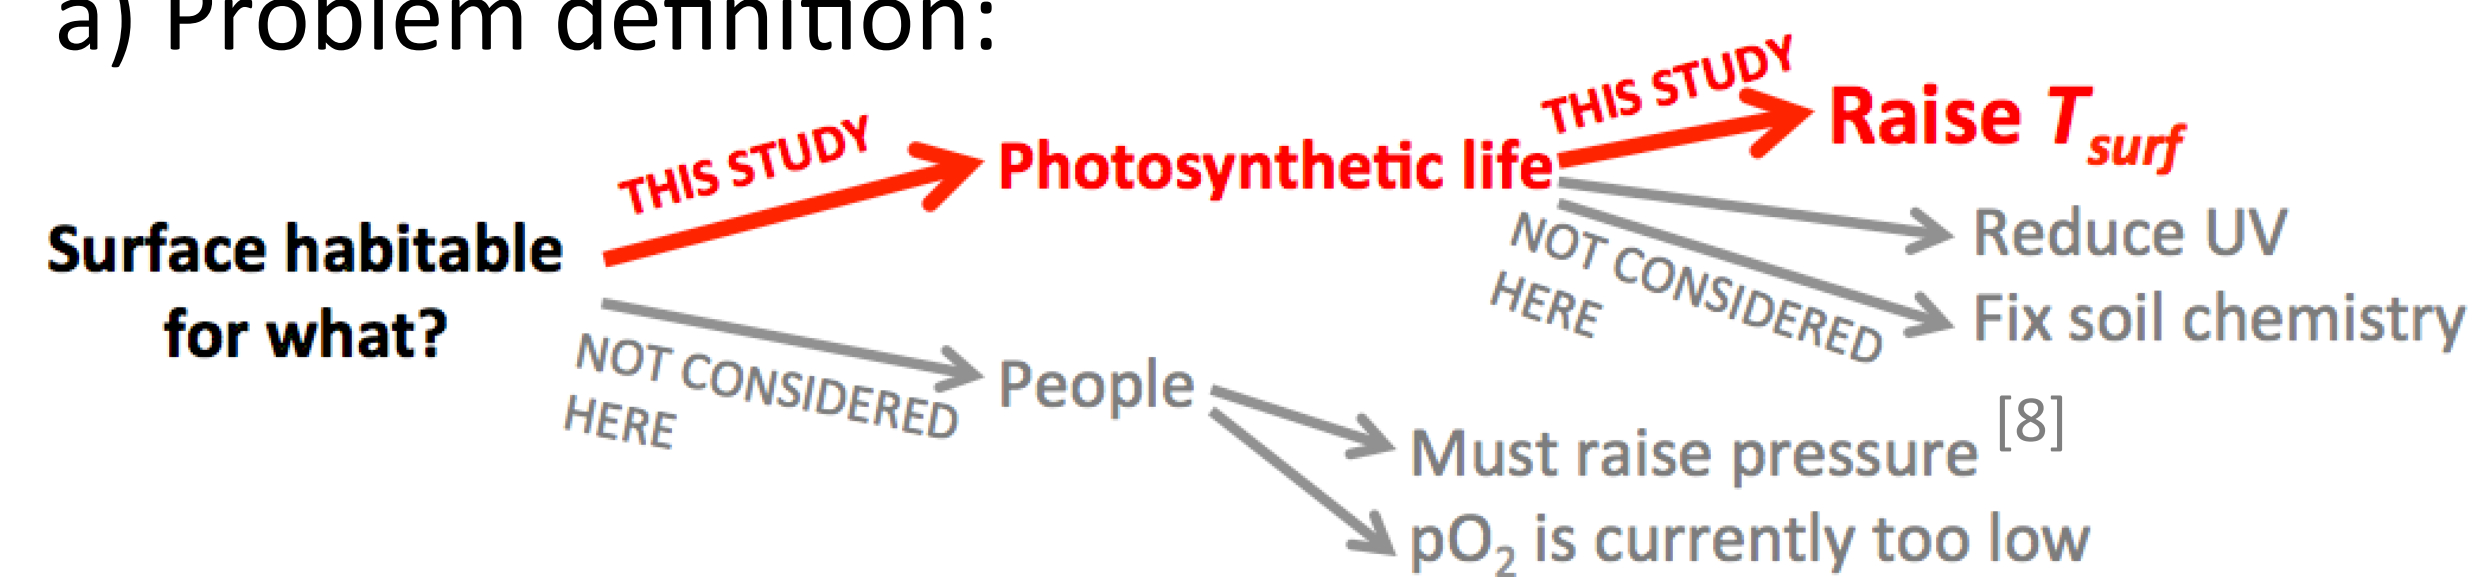 a) Problem definition:
Surface habitable
for what?
THIS STUDY
Photosynthetic life
THIS STUDY
Raise Tsurf
NOT CONSIDERED
HERE
Reduce UV
Fix soil chemistry
NOT CONSIDERED
HERE
People
Must raise pressure [8]
pO₂ is currently too low